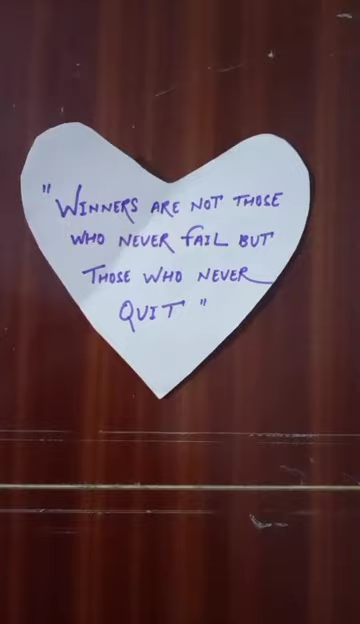 "WINNERS ARE NOT THOSE
WHO NEVER FAIL BUT
THOSE WHO NEVER
QUIT"